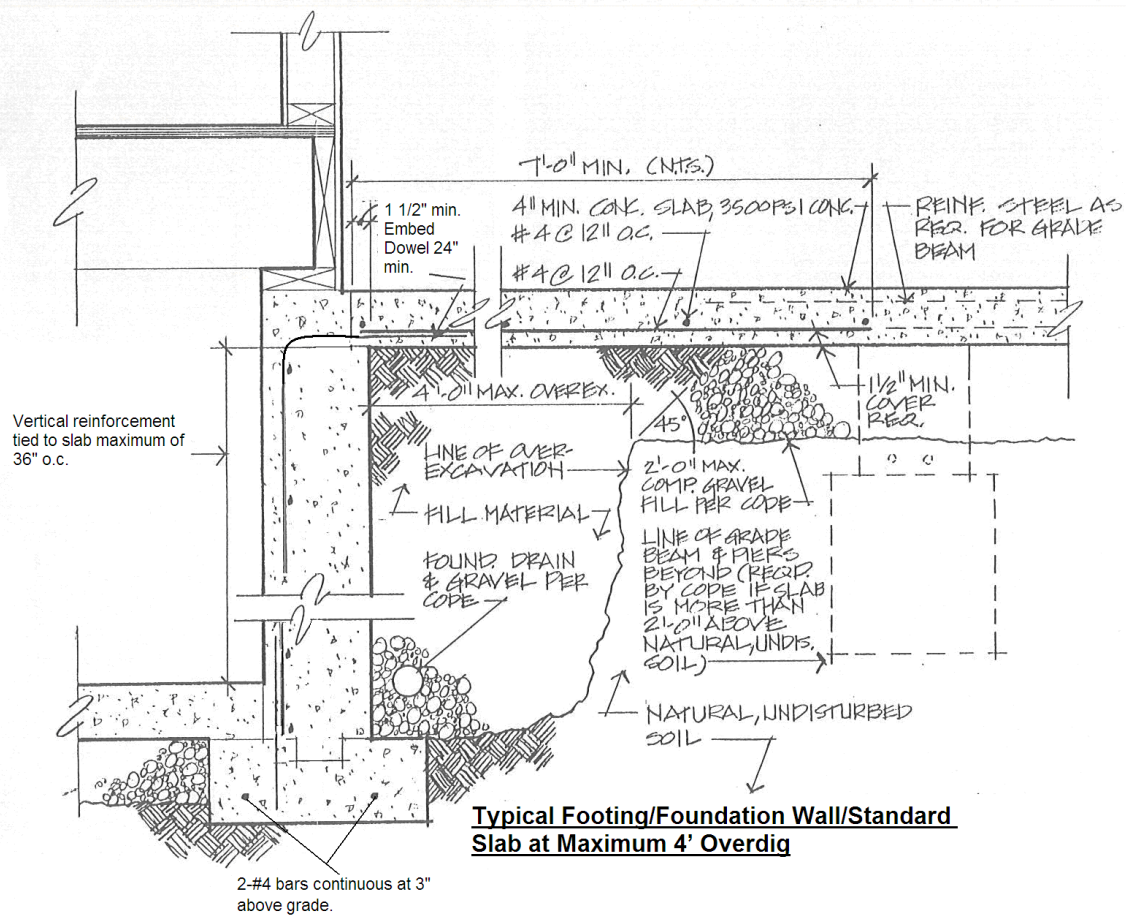 7'-0" MIN. (N.T.S.)
1 1/2" min.
Embed
Dowel 24"
min.
4" MIN. CONC. SLAB, 3500 PSI CONC.
#4 @ 12" O.C.
#4 @ 12" O.C.
REINF. STEEL AS
REQ. FOR GRADE
BEAM
4'-0" MAX. OVEREX.
45°
1 1/2" MIN.
COVER
REQ.
Vertical reinforcement
tied to slab maximum of
36" o.c.
LINE OF OVER-
EXCAVATION
FILL MATERIAL
FOUND. DRAIN
& GRAVEL PER
CODE
2'-0" MAX.
COMP. GRAVEL
FILL PER CODE
LINE OF GRADE
BEAM & PIERS
BEYOND (REQD.
BY CODE IF SLAB
IS MORE THAN
2'-0" ABOVE
NATURAL, UNDIS.
SOIL)
NATURAL, UNDISTURBED
SOIL
Typical Footing/Foundation Wall/Standard
Slab at Maximum 4’ Overdig
2-#4 bars continuous at 3"
above grade.